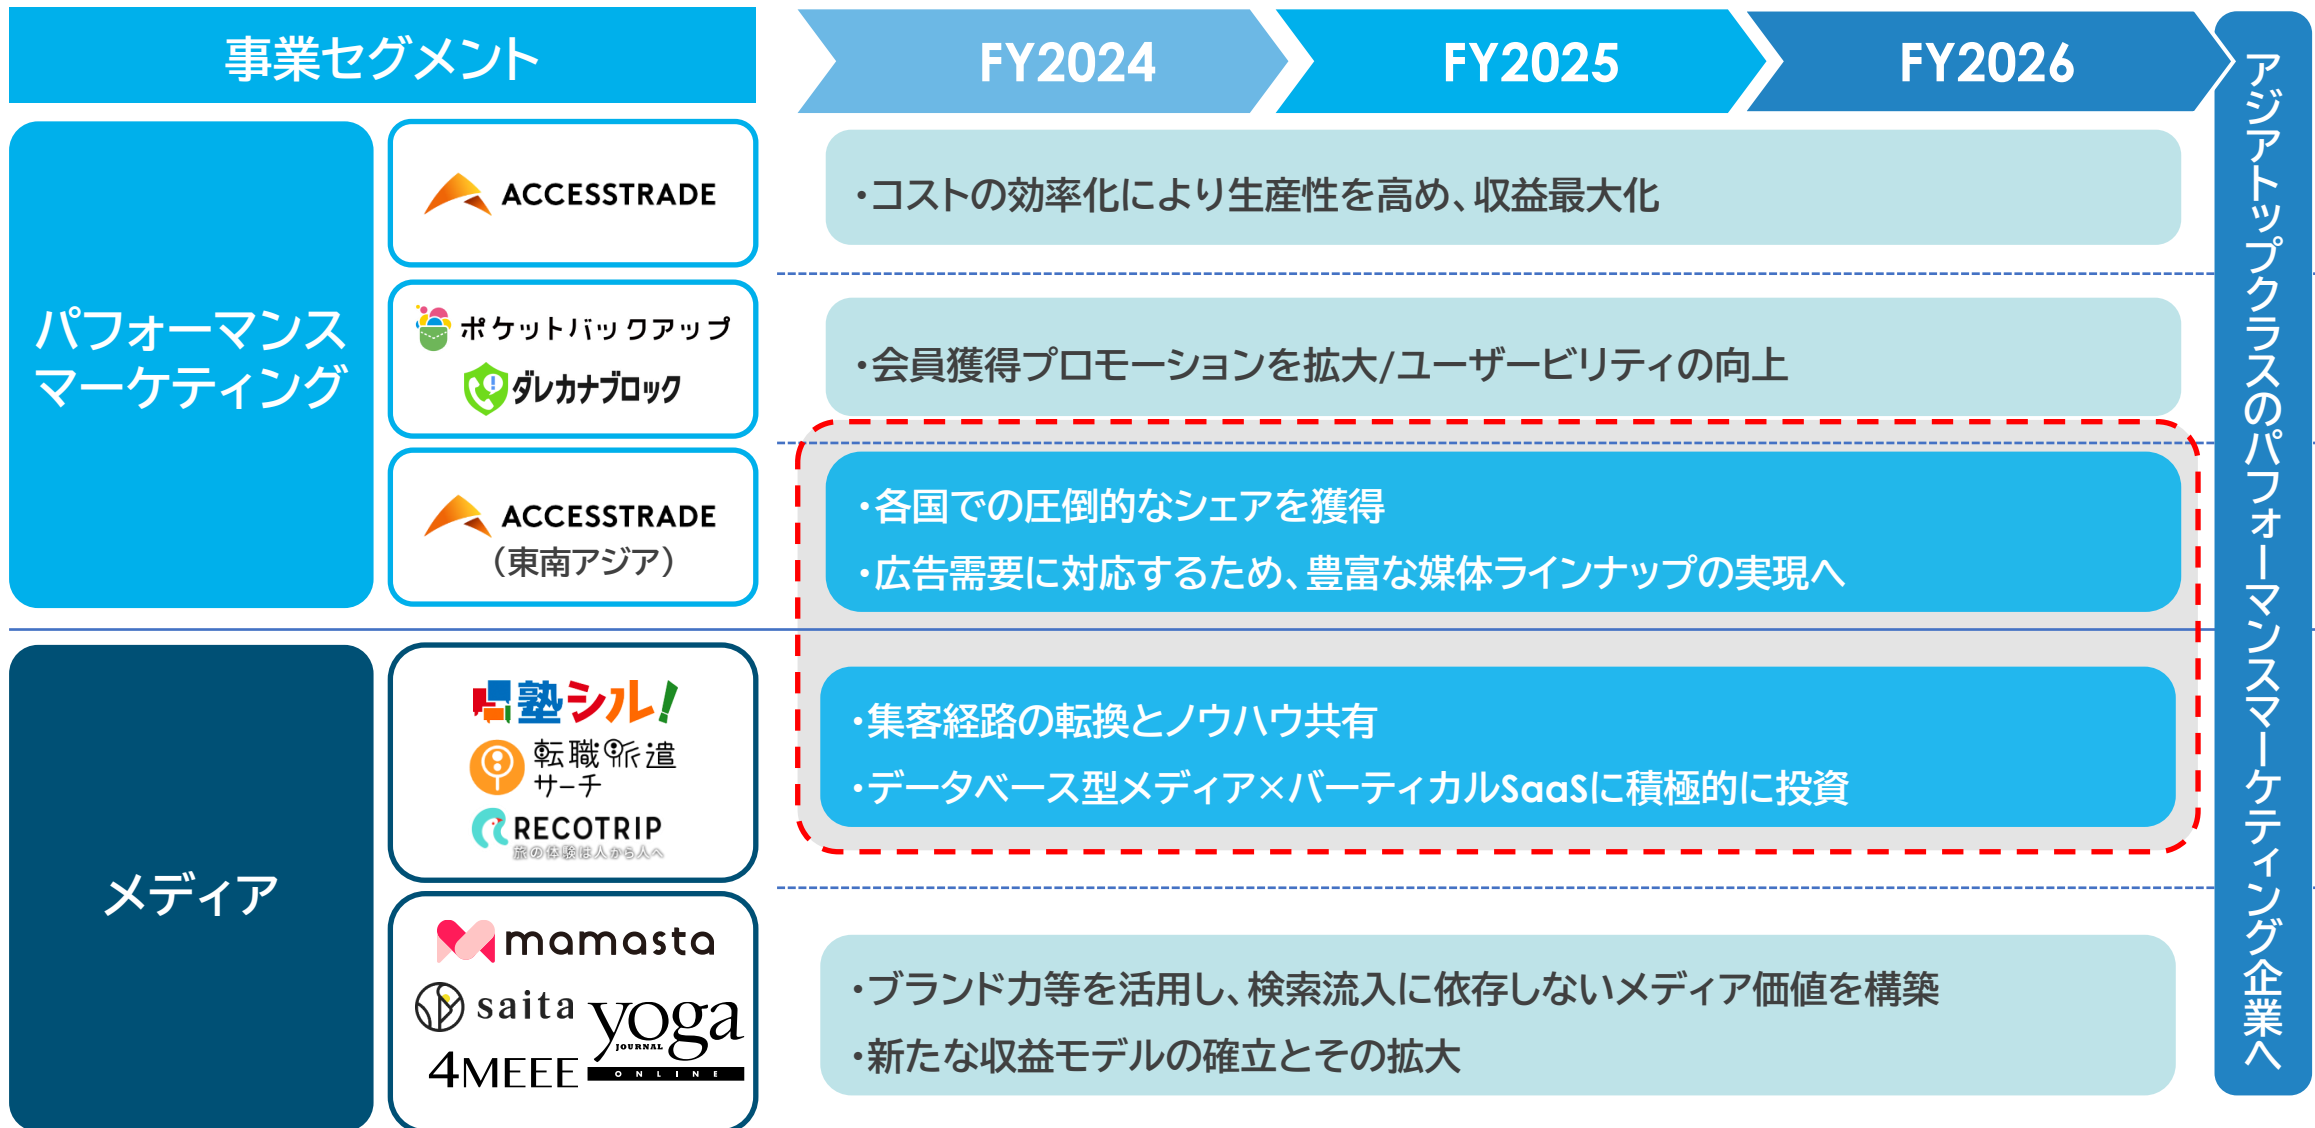 事業セグメント
FY2024
FY2025
FY2026
パフォーマンス
マーケティング
ACCESSTRADE
・コストの効率化により生産性を高め、収益最大化
ポケットバックアップ
ダレカナブロック
・会員獲得プロモーションを拡大/ユーザービリティの向上
ACCESSTRADE
（東南アジア）
・各国での圧倒的なシェアを獲得
・広告需要に対応するため、豊富な媒体ラインナップの実現へ
メディア
塾シル!
転職派遣
サーチ
RECOTRIP
旅の体験は人から人へ
・集客経路の転換とノウハウ共有
・データベース型メディア×バーティカルSaaSに積極的に投資
mamasta
saita
yoga
JOURNAL
ONLINE
4MEEE
・ブランド力等を活用し、検索流入に依存しないメディア価値を構築
・新たな収益モデルの確立とその拡大
アジアトップクラスのパフォーマンスマーケティング企業へ